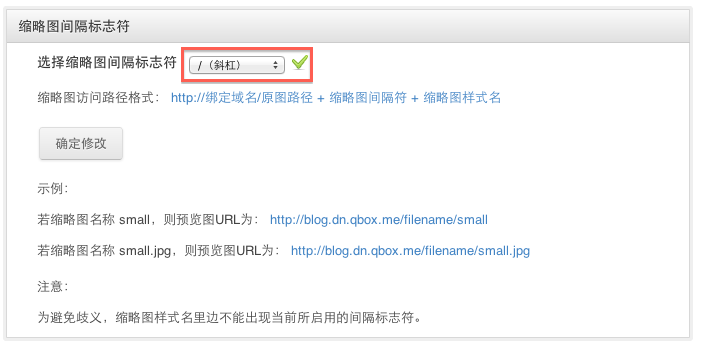 缩略图间隔标志符
选择缩略图间隔标志符 /（斜杠）
缩略图访问路径格式： http://绑定域名/原图路径 + 缩略图间隔符 + 缩略图样式名
确定修改
示例：
若缩略图名称 small，则预览图URL为： http://blog.dn.qbox.me/filename/small
若缩略图名称 small.jpg，则预览图URL为： http://blog.dn.qbox.me/filename/small.jpg
注意：
为避免歧义，缩略图样式名里边不能出现当前所启用的间隔标志符。